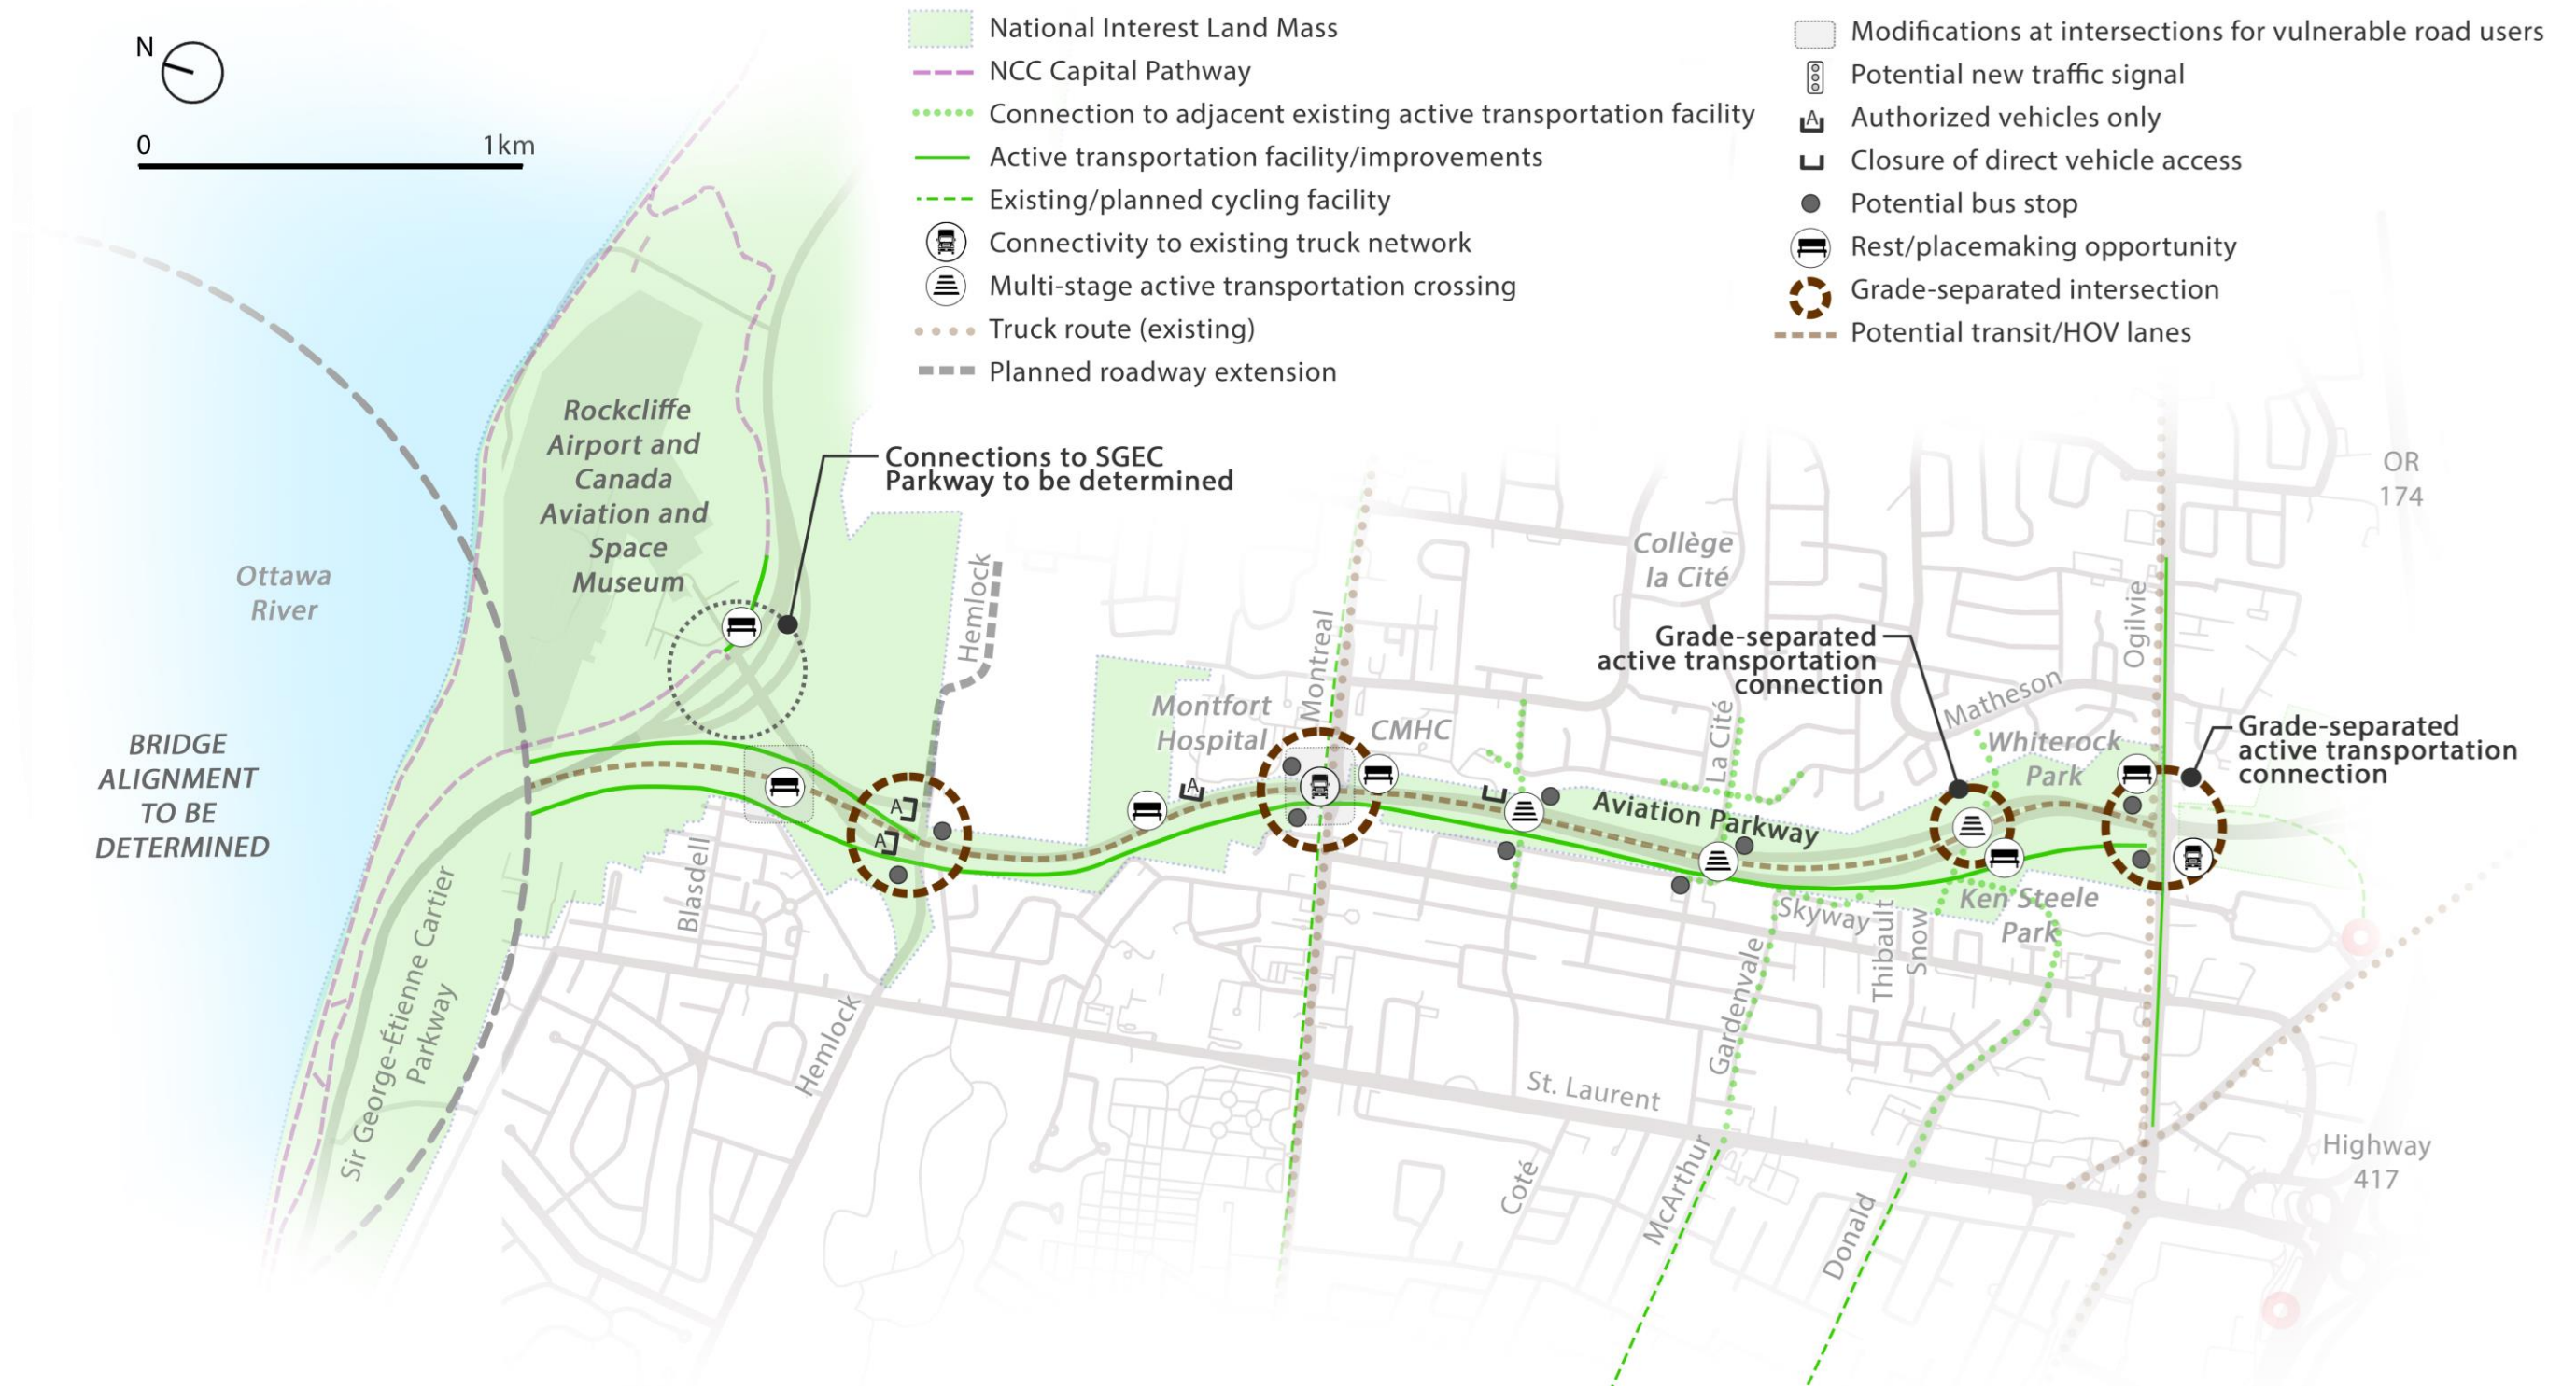 N
0
1km
National Interest Land Mass
NCC Capital Pathway
Connection to adjacent existing active transportation facility
Active transportation facility/improvements
Existing/planned cycling facility
Connectivity to existing truck network
Multi-stage active transportation crossing
Truck route (existing)
Planned roadway extension
Modifications at intersections for vulnerable road users
Potential new traffic signal
A
Authorized vehicles only
Closure of direct vehicle access
Potential bus stop
Rest/placemaking opportunity
Grade-separated intersection
Potential transit/HOV lanes
Rockcliffe
Airport and
Canada
Aviation and
Space
Museum
Connections to SGEC
Parkway to be determined
Ottawa
River
BRIDGE
ALIGNMENT
TO BE
DETERMINED
Sir George-Étienne Cartier
Parkway
Blasdell
Hemlock
Hemlock
A
A
Montfort
Hospital
A
Montreal
CMHC
Collège
la Cité
La Cité
Aviation Parkway
Grade-separated
active transportation
connection
Matheson
Whiterock
Park
Ogilvie
OR
174
Grade-separated
active transportation
connection
Skyway
Thibault
Snow
Ken Steele
Park
Gardenvale
St. Laurent
Coté
McArthur
Donald
Highway
417